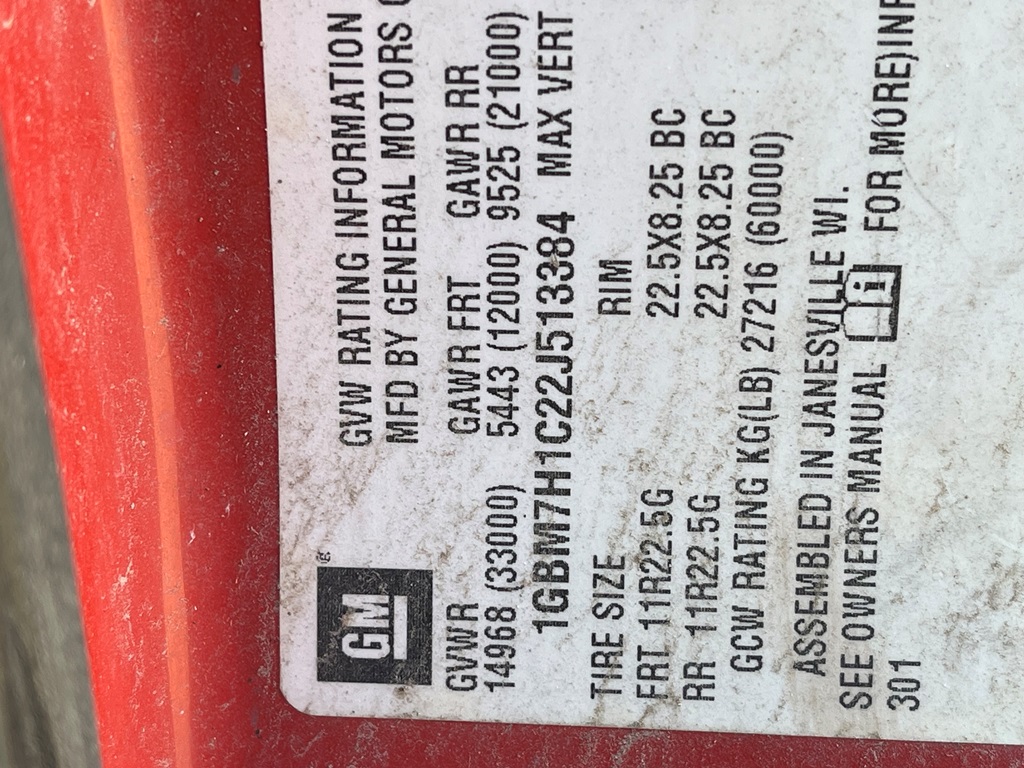 GM
GVW RATING INFORMATION
MFD BY GENERAL MOTORS
GVWR GAWR FRT GAWR RR
14968 (33000) 5443 (12000) 9525 (21000)
1GBM7H1C22J513384 MAX VERT
TIRE SIZE RIM
FRT 11R22.5G 22.5X8.25 BC
RR 11R22.5G 22.5X8.25 BC
GCW RATING KG(LB) 27216 (60000)
ASSEMBLED IN JANESVILLE WI.
SEE OWNERS MANUAL i FOR MORE)INF
301